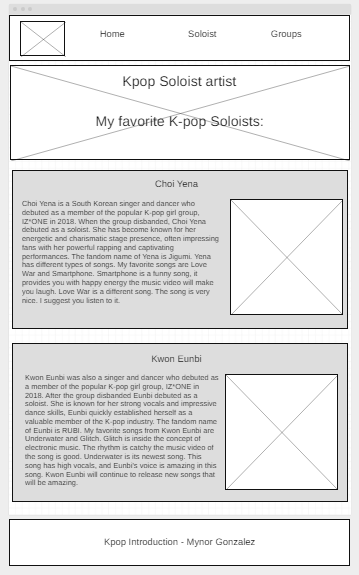 Home Soloist Groups
Kpop Soloist artist
My favorite K-pop Soloists:
Choi Yena
Choi Yena is a South Korean singer and dancer who
debuted as a member of the popular K-pop girl group,
IZ*ONE in 2018. When the group disbanded, Choi Yena
debuted as a soloist. She has become known for her
energetic and charismatic stage presence, often impressing
fans with her powerful rapping and captivating
performances. The fandom name of Yena is Jigumi. Yena
has different types of songs. My favorite songs are Love
War and Smartphone. Smartphone is a funny song, it
provides you with happy energy the music video will make
you laugh. Love War is a different song. The song is very
nice. I suggest you listen to it.
Kwon Eunbi
Kwon Eunbi was also a singer and dancer who debuted as
a member of the popular K-pop girl group, IZ*ONE in
2018. After the group disbanded Eunbi debuted as a
soloist, She is known for her strong vocals and impressive
dance skills, Eunbi quickly established herself as a
valuable member of the K-pop industry. The fandom name
of Eunbi is RUBI. My favorite songs from Kwon Eunbi are
Underwater and Glitch. Glitch is inside the concept of
electronic music. The rhythm is catchy the music video of
the song is good. Underwater is its newest song. This
song has high vocals, and Eunbi's voice is amazing in this
song. Kwon Eunbi will continue to release new songs that
will be amazing.
Kpop Introduction - Mynor Gonzalez